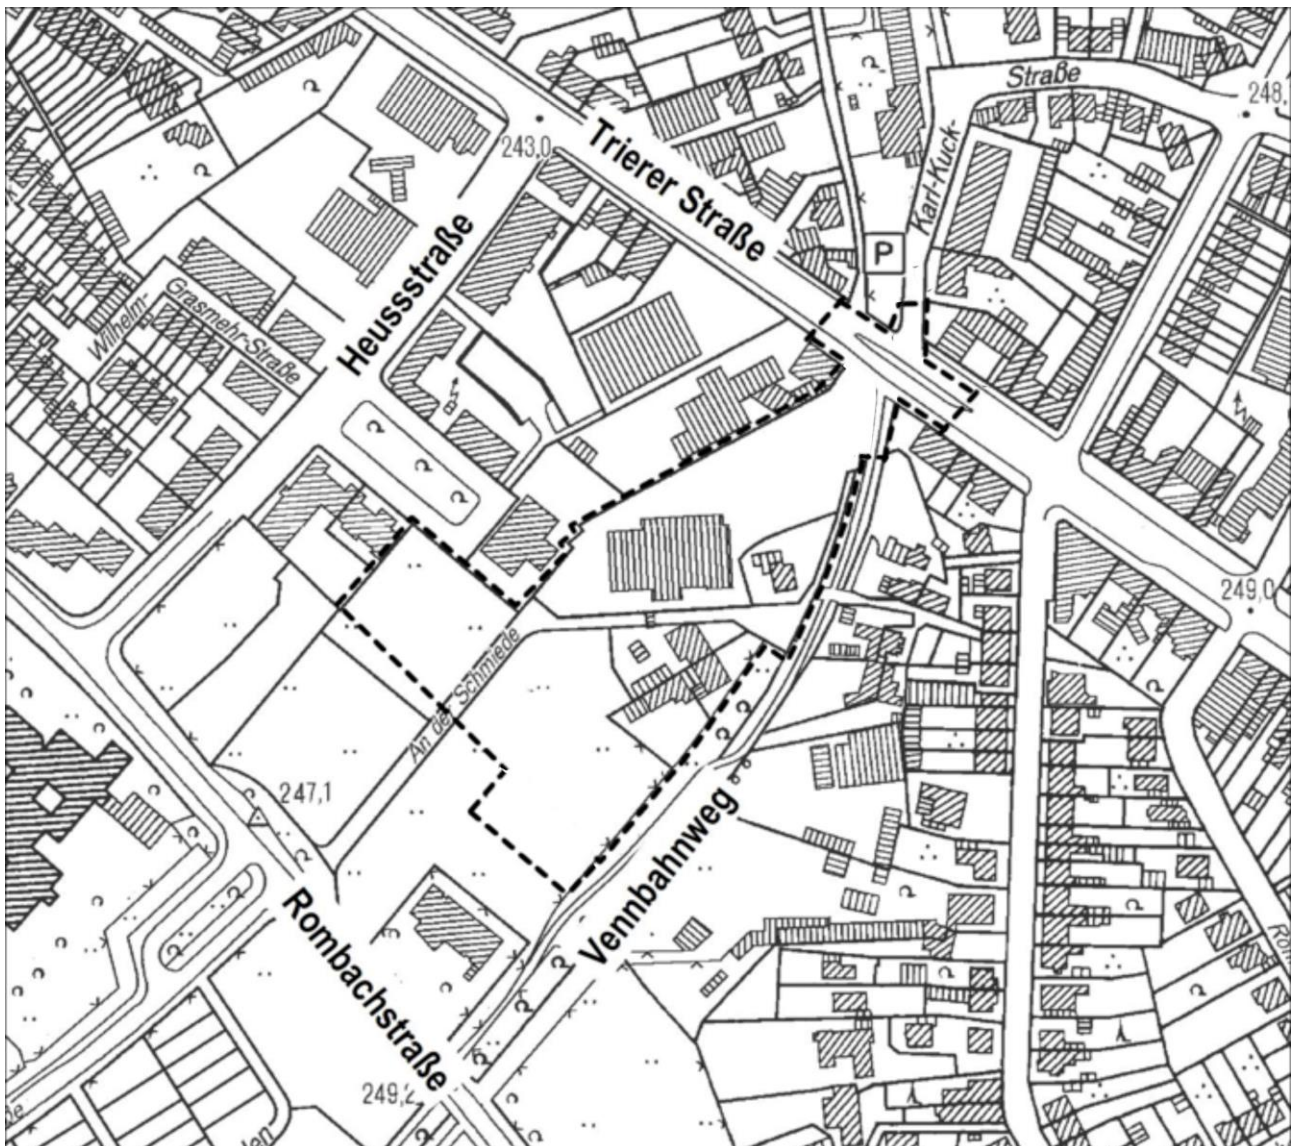 Straße
248,
243,0
Trierer Straße
Karl-Kuck-
P
Heussstraße
Wilhelm-
Grasmehr-Straße
249,0
An der Schmiede
247,1
Vennbahnweg
Rombachstraße
249,2